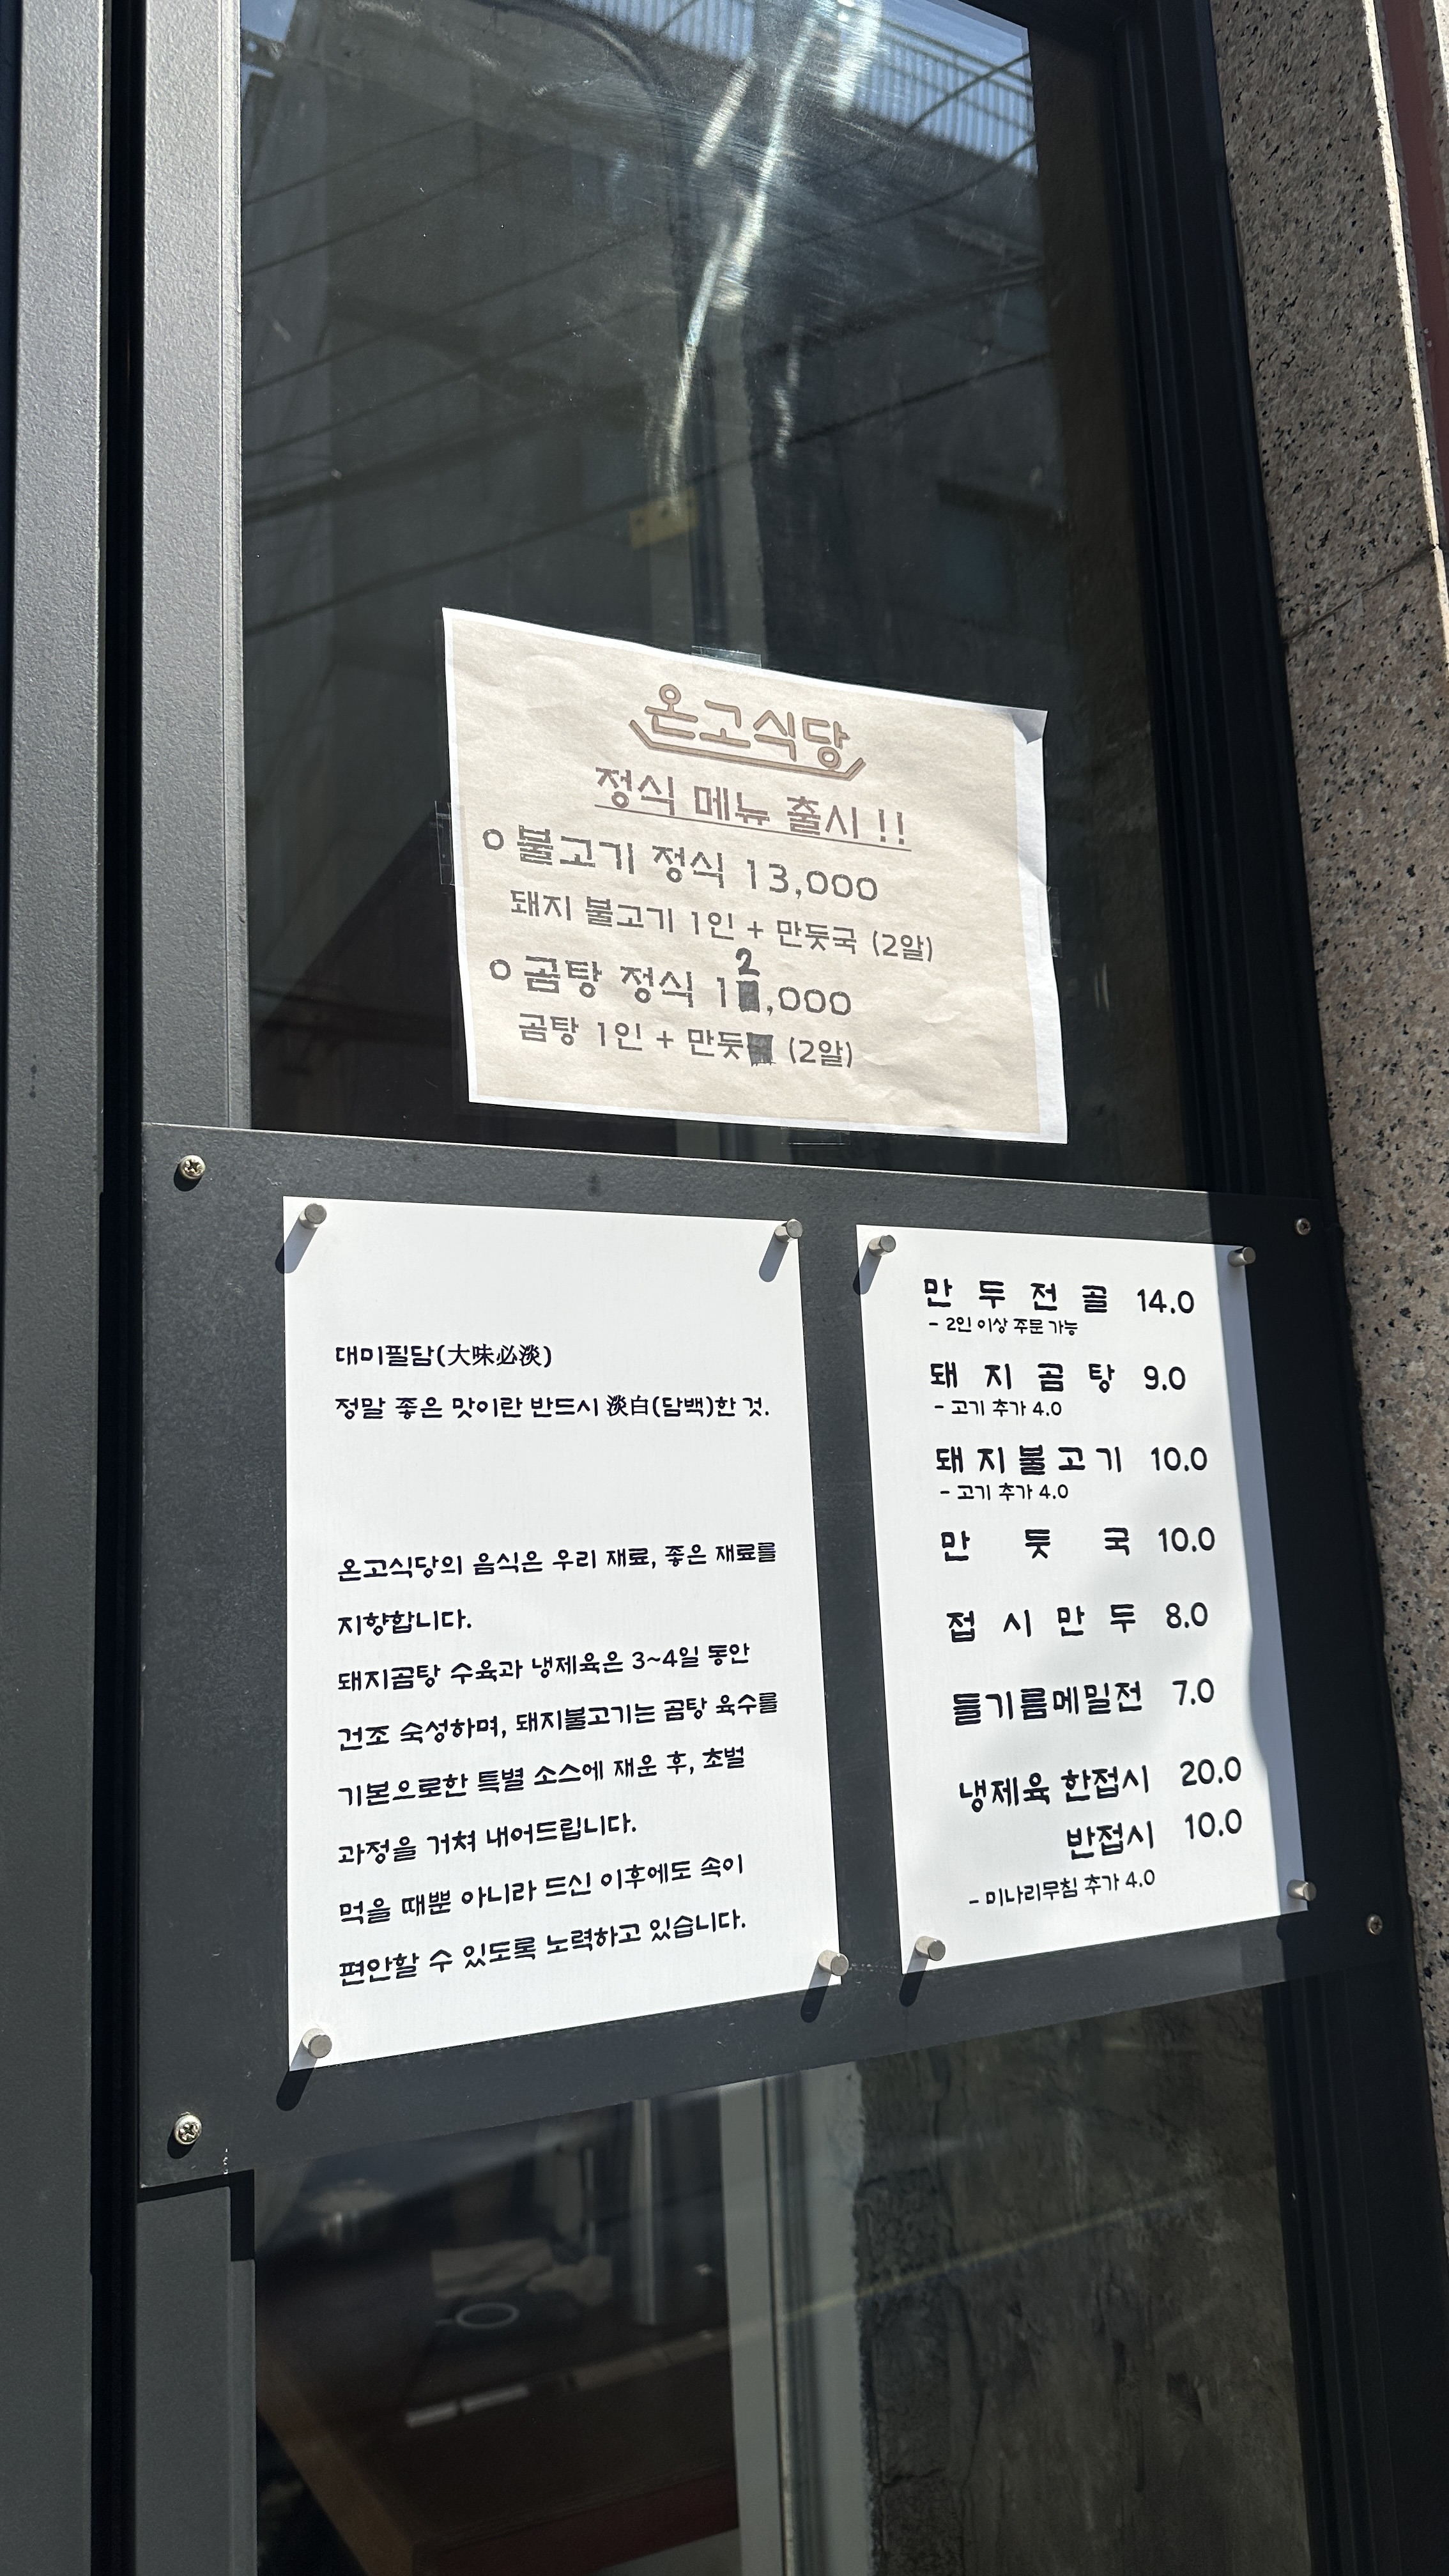 온고식당
정식 메뉴 출시 !!
불고기 정식 13,000
돼지 불고기 1인 + 만둣국 (2알)
곰탕 정식 12,000
곰탕 1인 + 만둣 (2알)
대미필담(大味必淡)
정말 좋은 맛이란 반드시 淡白(담백)한 것.
온고식당의 음식은 우리 재료, 좋은 재료를
지향합니다.
돼지곰탕 수육과 냉제육은 3~4일 동안
건조 숙성하며, 돼지불고기는 곰탕 육수를
기본으로한 특별 소스에 재운 후, 초벌
과정을 거쳐 내어드립니다.
먹을 때뿐 아니라 드신 이후에도 속이
편안할 수 있도록 노력하고 있습니다.
만두전골 14.0
- 2인 이상 주문 가능
돼지곰탕 9.0
- 고기 추가 4.0
돼지불고기 10.0
- 고기 추가 4.0
만둣국 10.0
접시만두 8.0
들기름메밀전 7.0
냉제육 한접시 20.0
반접시 10.0
- 미나리무침 추가 4.0